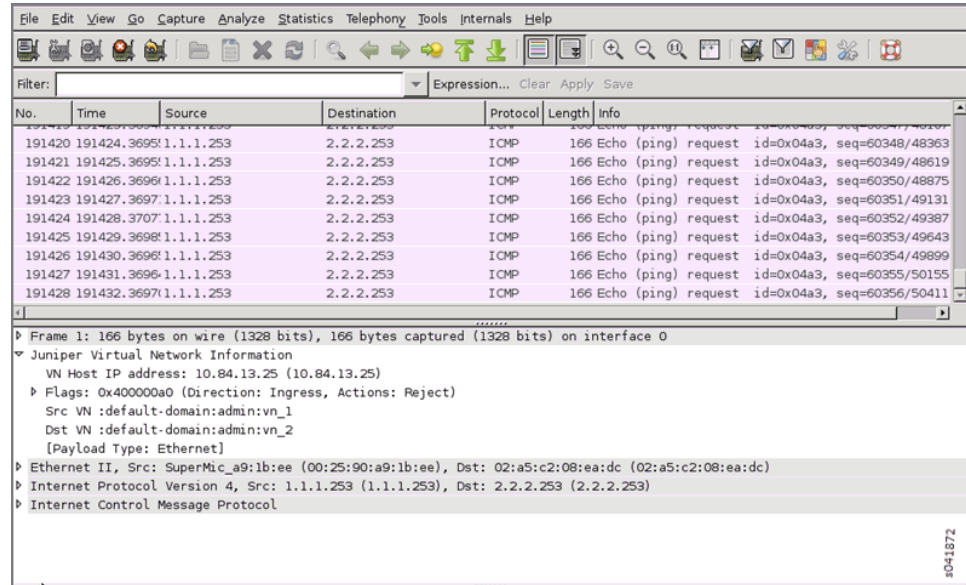 File Edit View Go Capture Analyze Statistics Telephony Tools Internals Help
Filter: Expression... Clear Apply Save
No. Time Source Destination Protocol Length Info
191420 191424.3695 1.1.1.253 2.2.2.253 ICMP 166 Echo (ping) request id=0x04a3, seq=60348/48363
191421 191425.3695 1.1.1.253 2.2.2.253 ICMP 166 Echo (ping) request id=0x04a3, seq=60349/48619
191422 191426.3696 1.1.1.253 2.2.2.253 ICMP 166 Echo (ping) request id=0x04a3, seq=60350/48875
191423 191427.3697 1.1.1.253 2.2.2.253 ICMP 166 Echo (ping) request id=0x04a3, seq=60351/49131
191424 191428.3707 1.1.1.253 2.2.2.253 ICMP 166 Echo (ping) request id=0x04a3, seq=60352/49387
191425 191429.3698 1.1.1.253 2.2.2.253 ICMP 166 Echo (ping) request id=0x04a3, seq=60353/49643
191426 191430.3696 1.1.1.253 2.2.2.253 ICMP 166 Echo (ping) request id=0x04a3, seq=60354/49899
191427 191431.3696 1.1.1.253 2.2.2.253 ICMP 166 Echo (ping) request id=0x04a3, seq=60355/50155
191428 191432.3697 1.1.1.253 2.2.2.253 ICMP 166 Echo (ping) request id=0x04a3, seq=60356/50411
Frame 1: 166 bytes on wire (1328 bits), 166 bytes captured (1328 bits) on interface 0
Juniper Virtual Network Information
VN Host IP address: 10.84.13.25 (10.84.13.25)
Flags: 0x400000a0 (Direction: Ingress, Actions: Reject)
Src VN :default-domain:admin:vn_1
Dst VN :default-domain:admin:vn_2
[Payload Type: Ethernet]
Ethernet II, Src: SuperMic_a9:1b:ee (00:25:90:a9:1b:ee), Dst: 02:a5:c2:08:ea:dc (02:a5:c2:08:ea:dc)
Internet Protocol Version 4, Src: 1.1.1.253 (1.1.1.253), Dst: 2.2.2.253 (2.2.2.253)
Internet Control Message Protocol
s041872